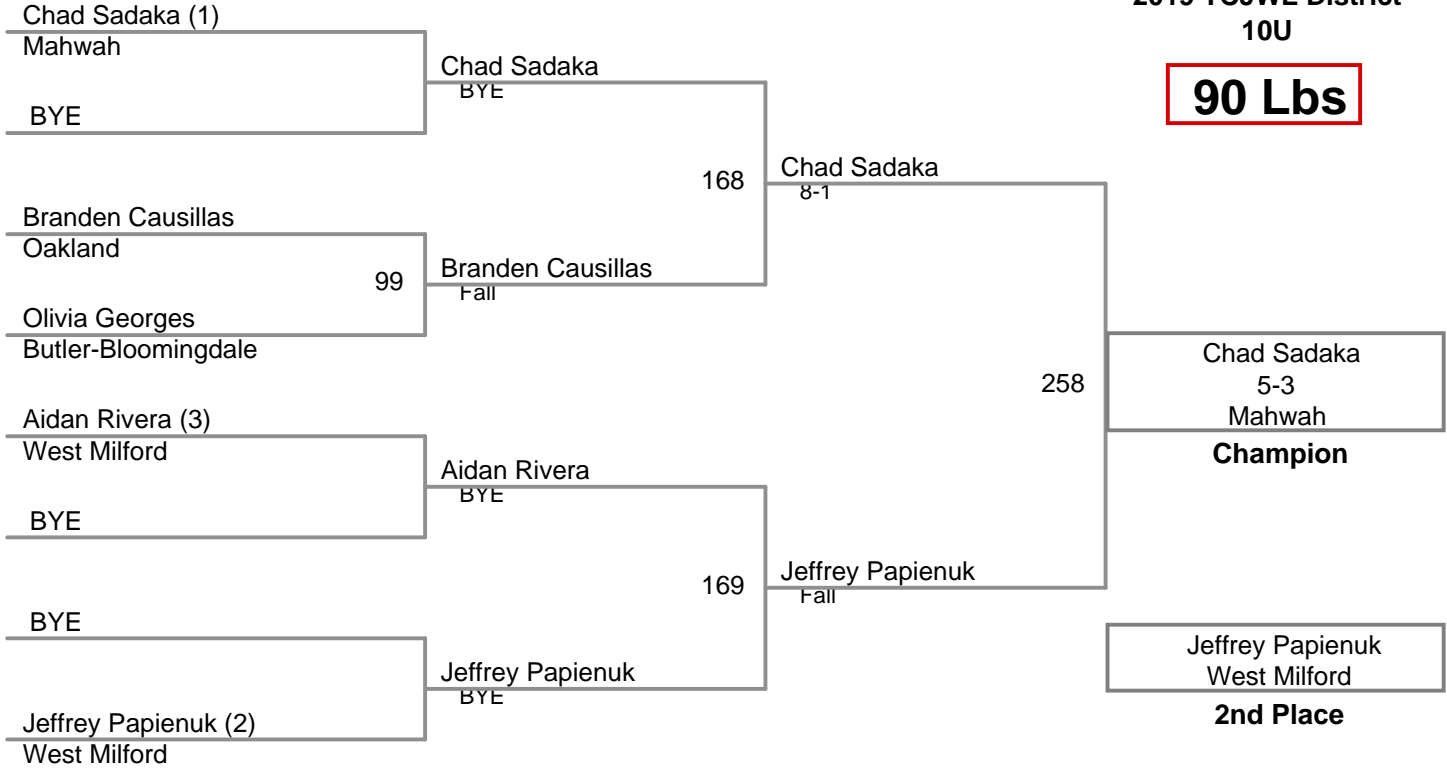 2019 TCJWL District
10U
90 Lbs
Chad Sadaka (1)
Mahwah
BYE
Branden Causillas
Oakland
99
Olivia Georges
Butler-Bloomingdale
Aidan Rivera (3)
West Milford
BYE
BYE
Jeffrey Papienuk (2)
West Milford
Chad Sadaka
BYE
168
Branden Causillas
Fall
Aidan Rivera
BYE
169
Jeffrey Papienuk
BYE
Chad Sadaka
8-1
258
Jeffrey Papienuk
Fall
Chad Sadaka
5-3
Mahwah
Champion
Jeffrey Papienuk
West Milford
2nd Place